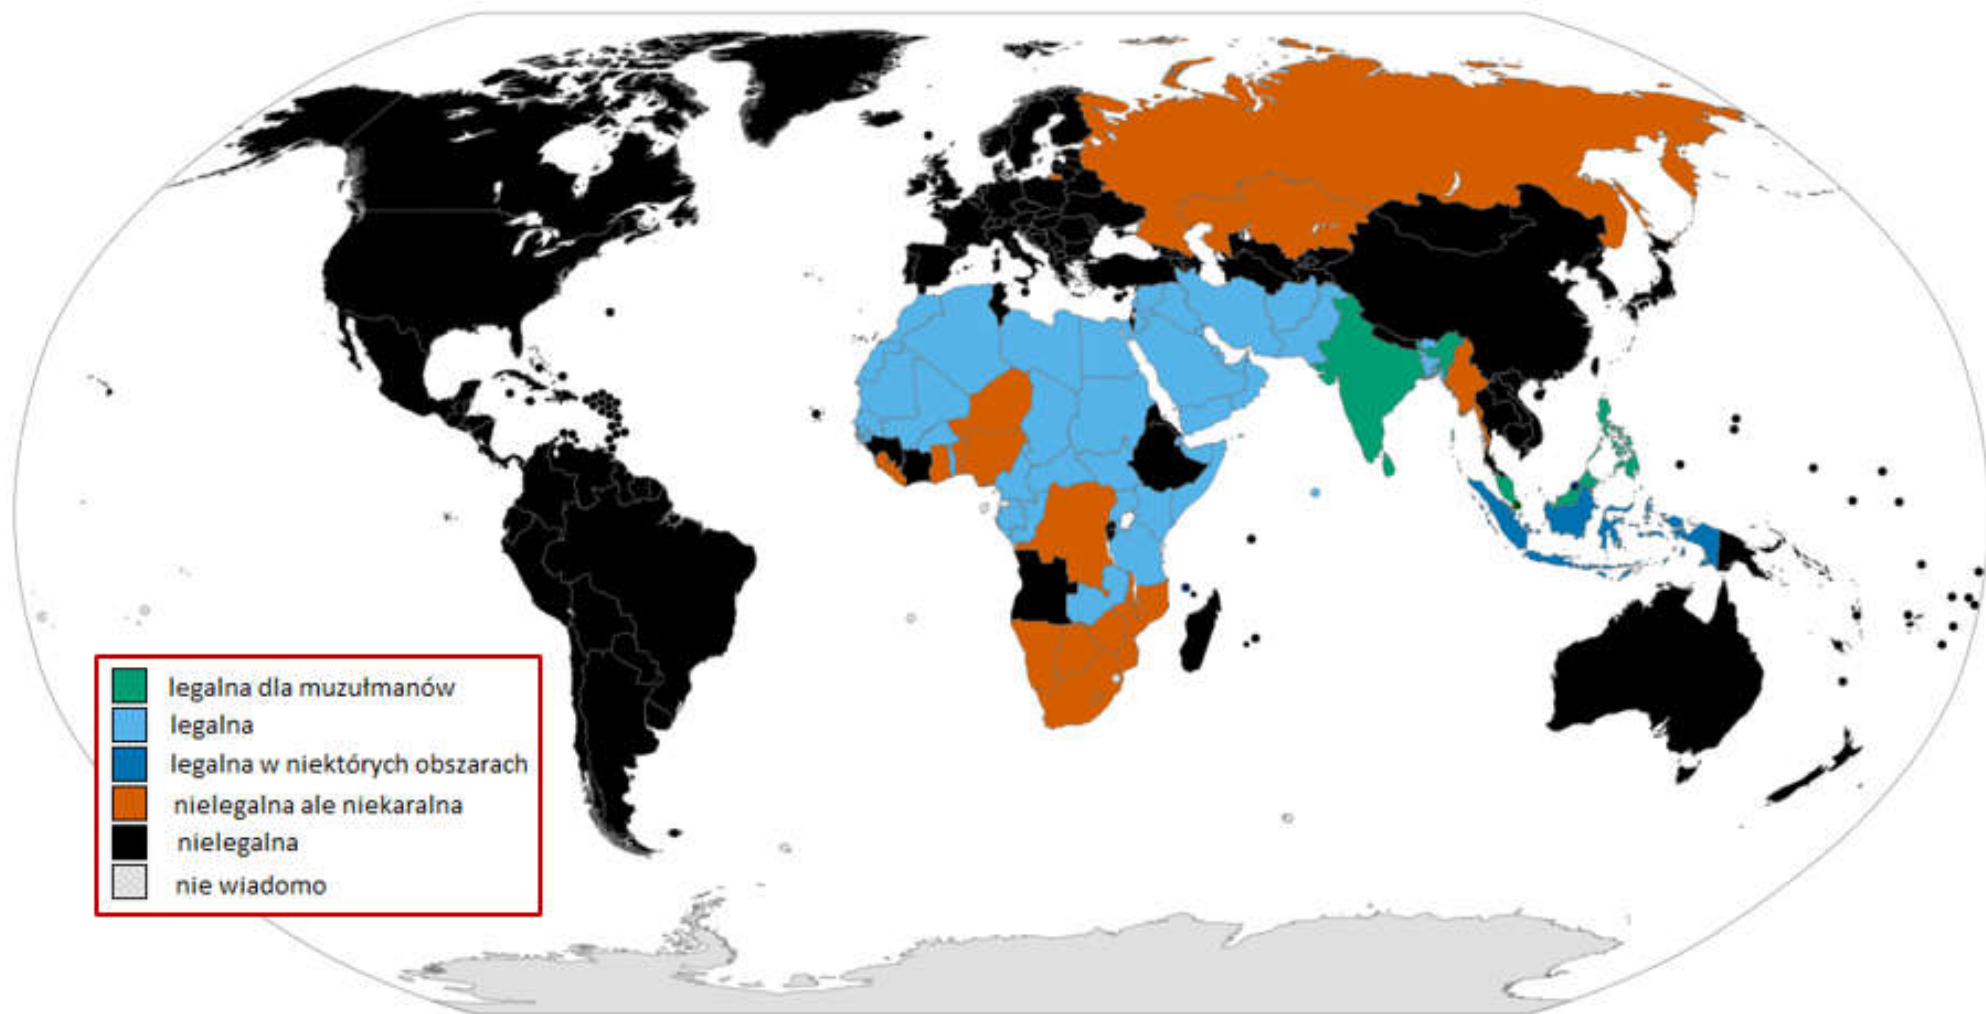 legalna dla muzułmanów
legalna
legalna w niektórych obszarach
nielegalna ale niekaralna
nielegalna
nie wiadomo